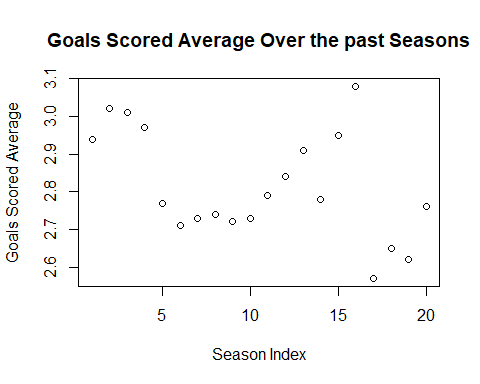 Goals Scored Average Over the past Seasons
Goals Scored Average
3.1
3.0
2.9
2.8
2.7
2.6
5 10 15 20
Season Index